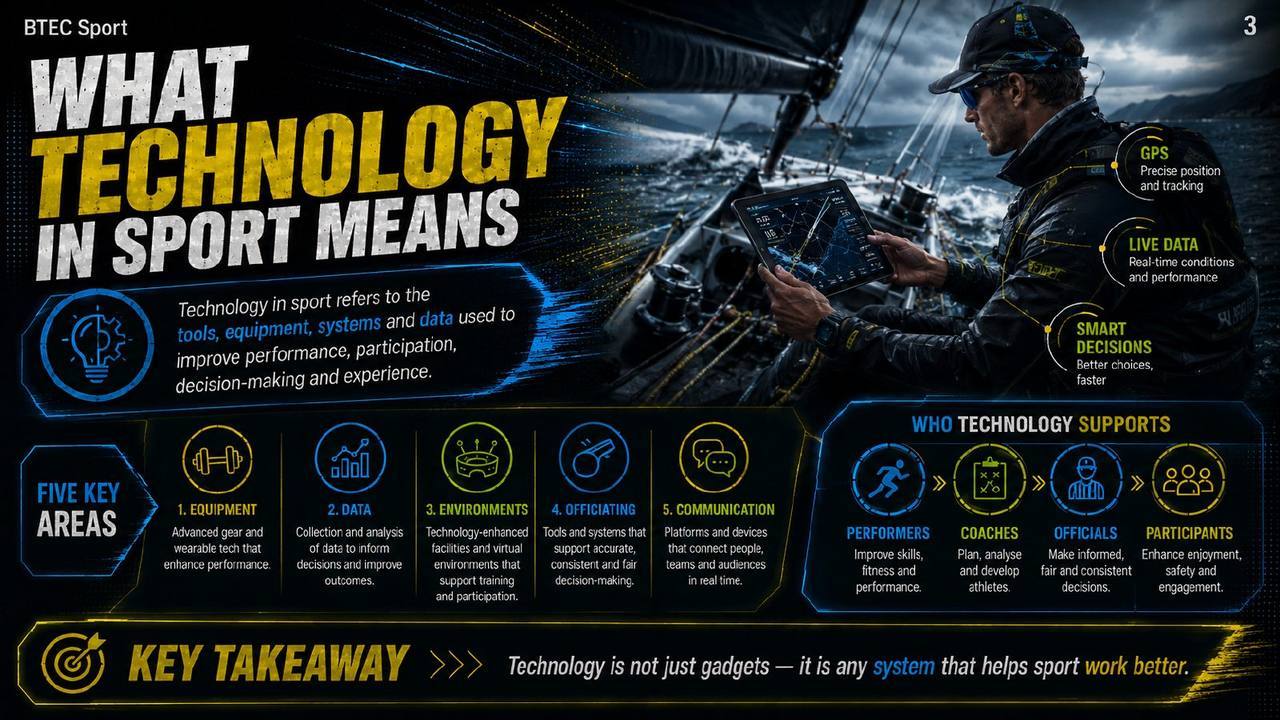 BTEC Sport
3
WHAT
TECHNOLOGY
IN SPORT MEANS
Technology in sport refers to the
tools, equipment, systems and data used to
improve performance, participation,
decision-making and experience.
GPS
Precise position
and tracking
LIVE DATA
Real-time conditions
and performance
SMART
DECISIONS
Better choices,
faster
FIVE KEY
AREAS
1. EQUIPMENT
Advanced gear and
wearable tech that
enhance performance.
2. DATA
Collection and analysis
of data to inform
decisions and improve
outcomes.
3. ENVIRONMENTS
Technology-enhanced
facilities and virtual
environments that
support training
and participation.
4. OFFICIATING
Tools and systems that
support accurate,
consistent and fair
decision-making.
5. COMMUNICATION
Platforms and devices
that connect people,
teams and audiences
in real time.
WHO TECHNOLOGY SUPPORTS
PERFORMERS
Improve skills,
fitness and
performance.
COACHES
Plan, analyse
and develop
athletes.
OFFICIALS
Make informed,
fair and consistent
decisions.
PARTICIPANTS
Enhance enjoyment,
safety and
engagement.
KEY TAKEAWAY
Technology is not just gadgets — it is any system that helps sport work better.